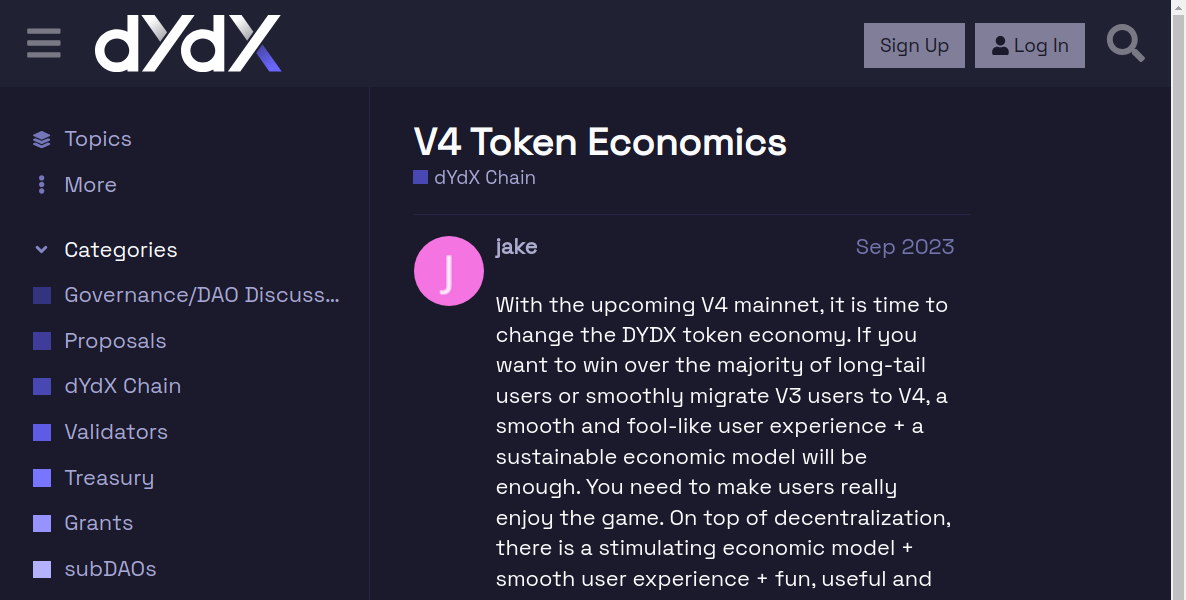 dYdX
Sign Up
Log In
Topics
More
Categories
Governance/DAO Discuss...
Proposals
dYdX Chain
Validators
Treasury
Grants
subDAOs
V4 Token Economics
dYdX Chain
J
jake
Sep 2023
With the upcoming V4 mainnet, it is time to
change the DYDX token economy. If you
want to win over the majority of long-tail
users or smoothly migrate V3 users to V4, a
smooth and fool-like user experience + a
sustainable economic model will be
enough. You need to make users really
enjoy the game. On top of decentralization,
there is a stimulating economic model +
smooth user experience + fun, useful and